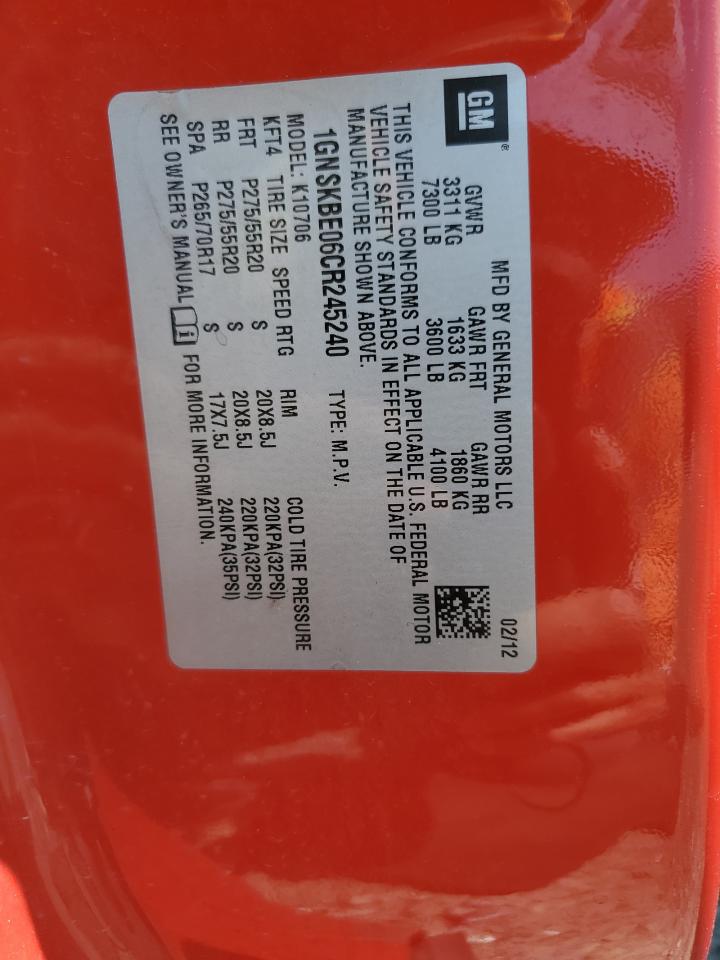 GM®
MFD BY GENERAL MOTORS LLC 02/12
GVWR GAWR FRT GAWR RR
3311 KG 1633 KG 1860 KG
7300 LB 3600 LB 4100 LB
THIS VEHICLE CONFORMS TO ALL APPLICABLE U.S. FEDERAL MOTOR
VEHICLE SAFETY STANDARDS IN EFFECT ON THE DATE OF
MANUFACTURE SHOWN ABOVE.
1GNSKBE06CR245240 TYPE: M.P.V.
MODEL: K10706
KFT4 TIRE SIZE SPEED RTG RIM COLD TIRE PRESSURE
FRT P275/55R20 S 20X8.5J 220KPA(32PSI)
RR P275/55R20 S 20X8.5J 220KPA(32PSI)
SPA P265/70R17 S 17X7.5J 240KPA(35PSI)
SEE OWNER'S MANUAL i FOR MORE INFORMATION.